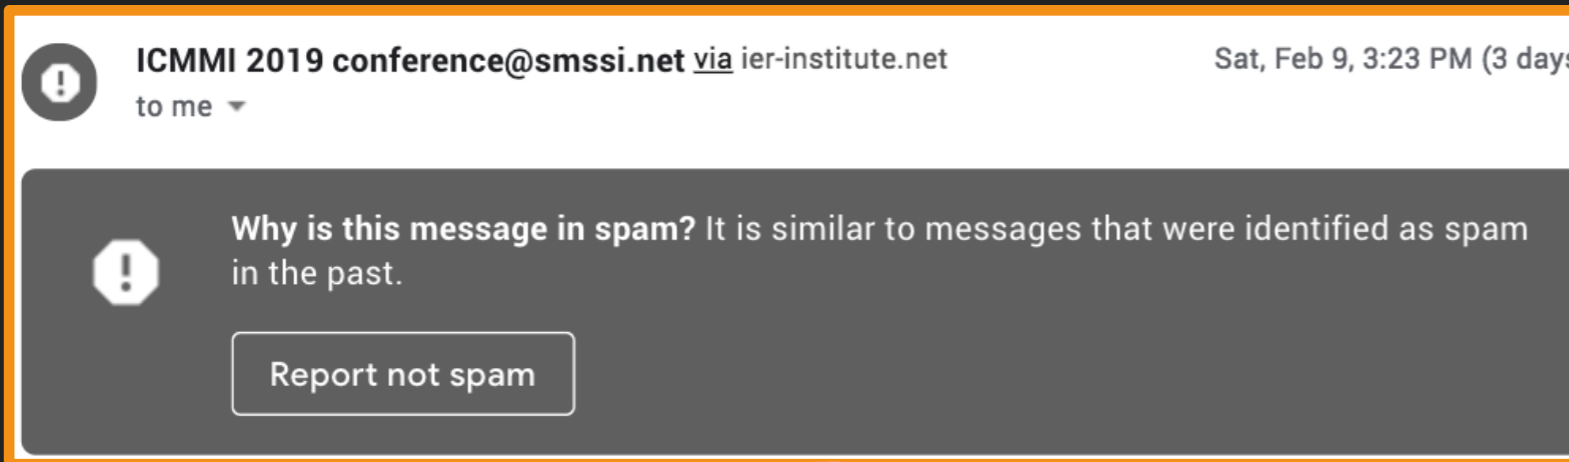 ICMMI 2019 conference@smssi.net via ier-institute.net
Sat, Feb 9, 3:23 PM (3 days
to me
Why is this message in spam? It is similar to messages that were identified as spam
in the past.
Report not spam